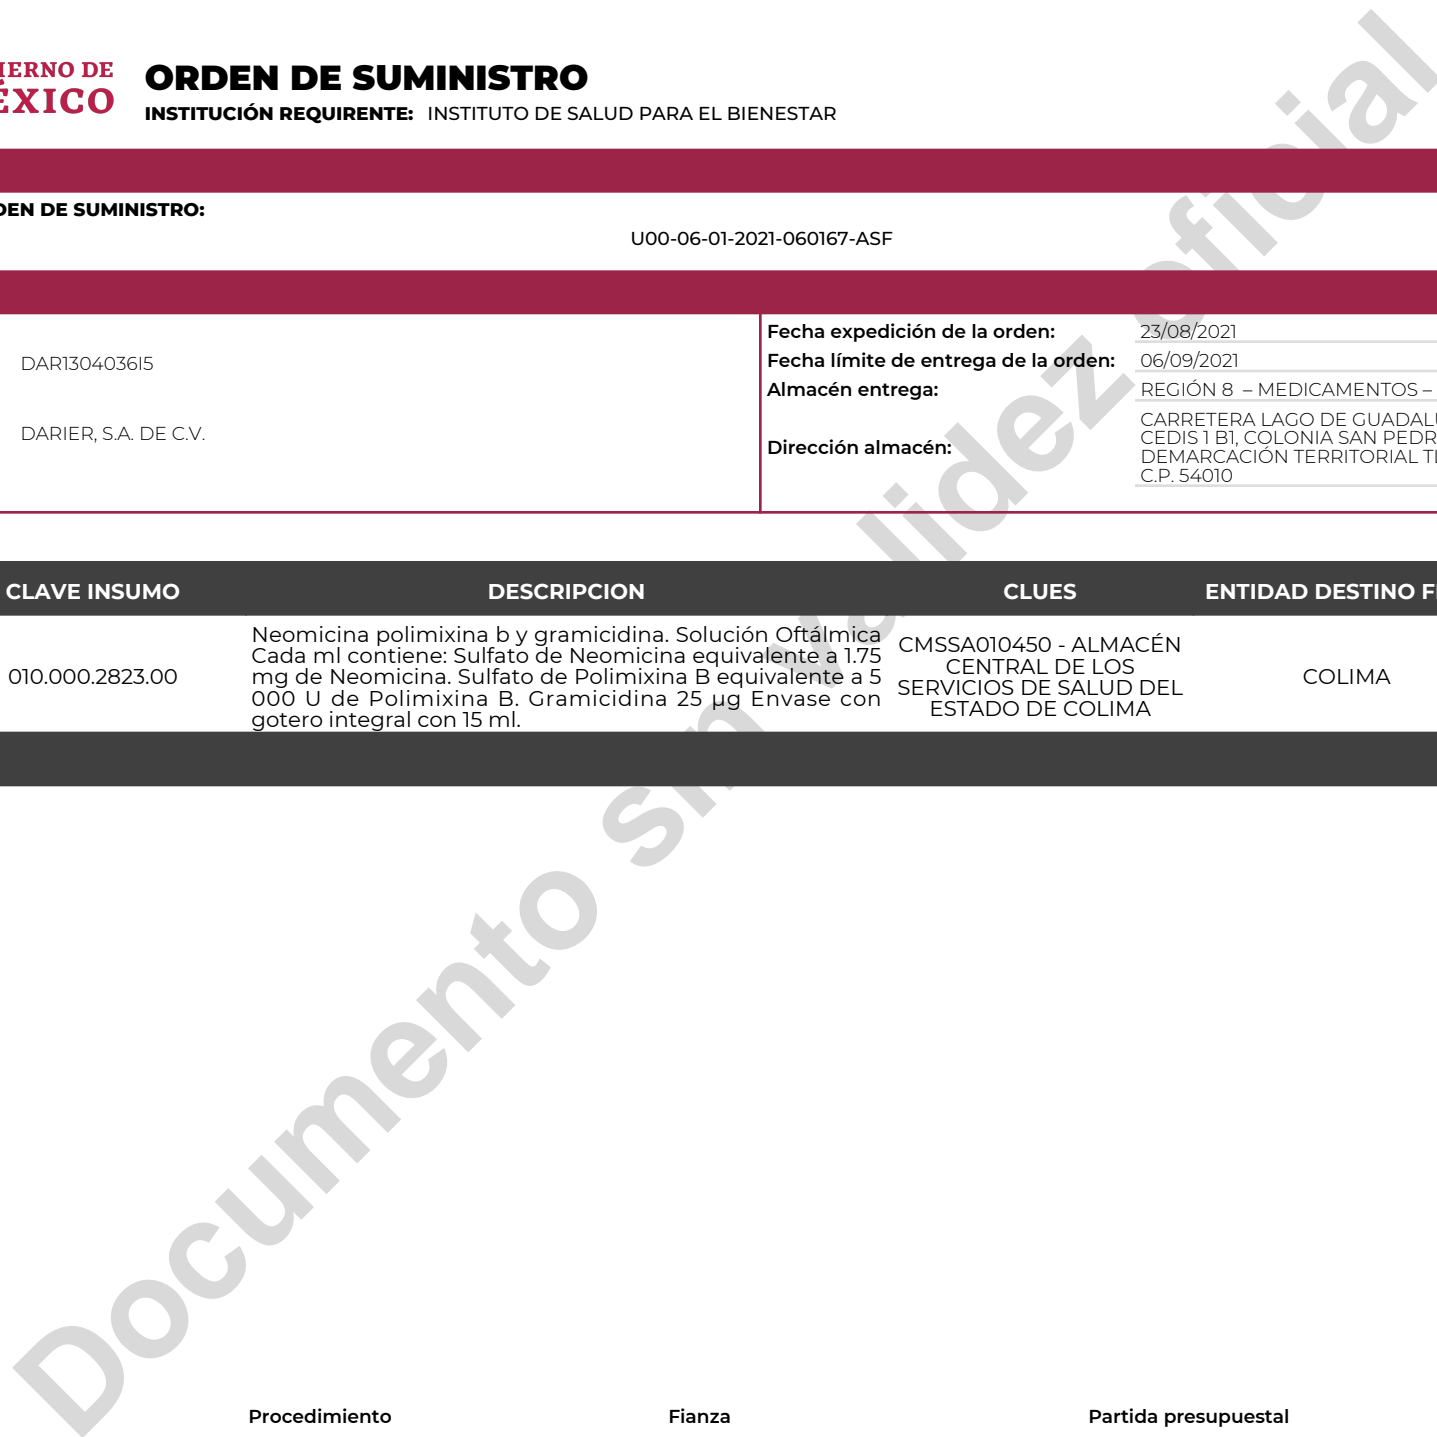 IERNO DE
ÉXICO
ORDEN DE SUMINISTRO
INSTITUCIÓN REQUIRENTE: INSTITUTO DE SALUD PARA EL BIENESTAR
DEN DE SUMINISTRO:
U00-06-01-2021-060167-ASF
DAR1304036I5
DARIER, S.A. DE C.V.
Fecha expedición de la orden: 23/08/2021
Fecha límite de entrega de la orden: 06/09/2021
Almacén entrega: REGIÓN 8 – MEDICAMENTOS –
Dirección almacén:
CARRETERA LAGO DE GUADALU
CEDIS 1 B1, COLONIA SAN PEDR
DEMARCACIÓN TERRITORIAL TL
C.P. 54010
CLAVE INSUMO DESCRIPCION CLUES ENTIDAD DESTINO FI
010.000.2823.00
Neomicina polimixina b y gramicidina. Solución Oftálmica
Cada ml contiene: Sulfato de Neomicina equivalente a 1.75
mg de Neomicina. Sulfato de Polimixina B equivalente a 5
000 U de Polimixina B. Gramicidina 25 µg Envase con
gotero integral con 15 ml.
CMSSA010450 - ALMACÉN
CENTRAL DE LOS
SERVICIOS DE SALUD DEL
ESTADO DE COLIMA
COLIMA
Documento sin validez oficial
Procedimiento Fianza Partida presupuestal